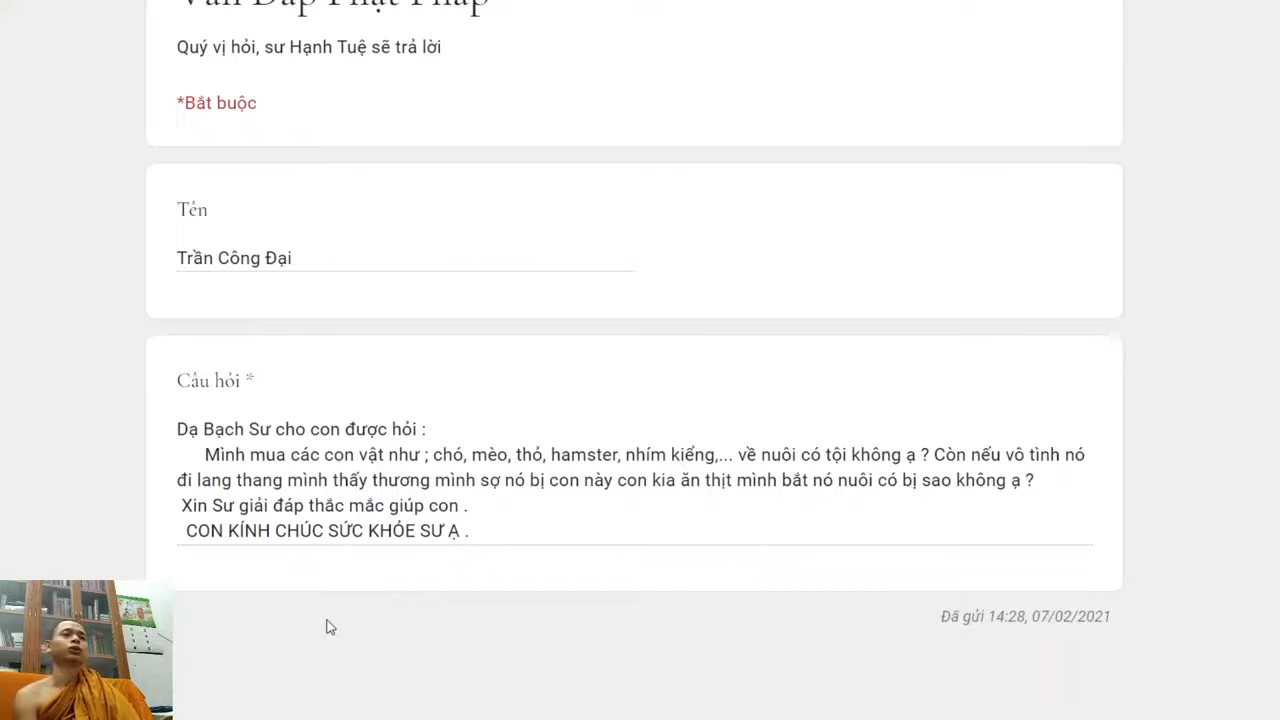 Vấn Đáp Phật Pháp
Quý vị hỏi, sư Hạnh Tuệ sẽ trả lời
*Bắt buộc
Tên
Trần Công Đại
Câu hỏi *
Dạ Bạch Sư cho con được hỏi :
Mình mua các con vật như ; chó, mèo, thỏ, hamster, nhím kiểng,... về nuôi có tội không ạ ? Còn nếu vô tình nó
đi lang thang mình thấy thương mình sợ nó bị con này con kia ăn thịt mình bắt nó nuôi có bị sao không ạ ?
Xin Sư giải đáp thắc mắc giúp con .
CON KÍNH CHÚC SỨC KHỎE SƯ Ạ .
Đã gửi 14:28, 07/02/2021